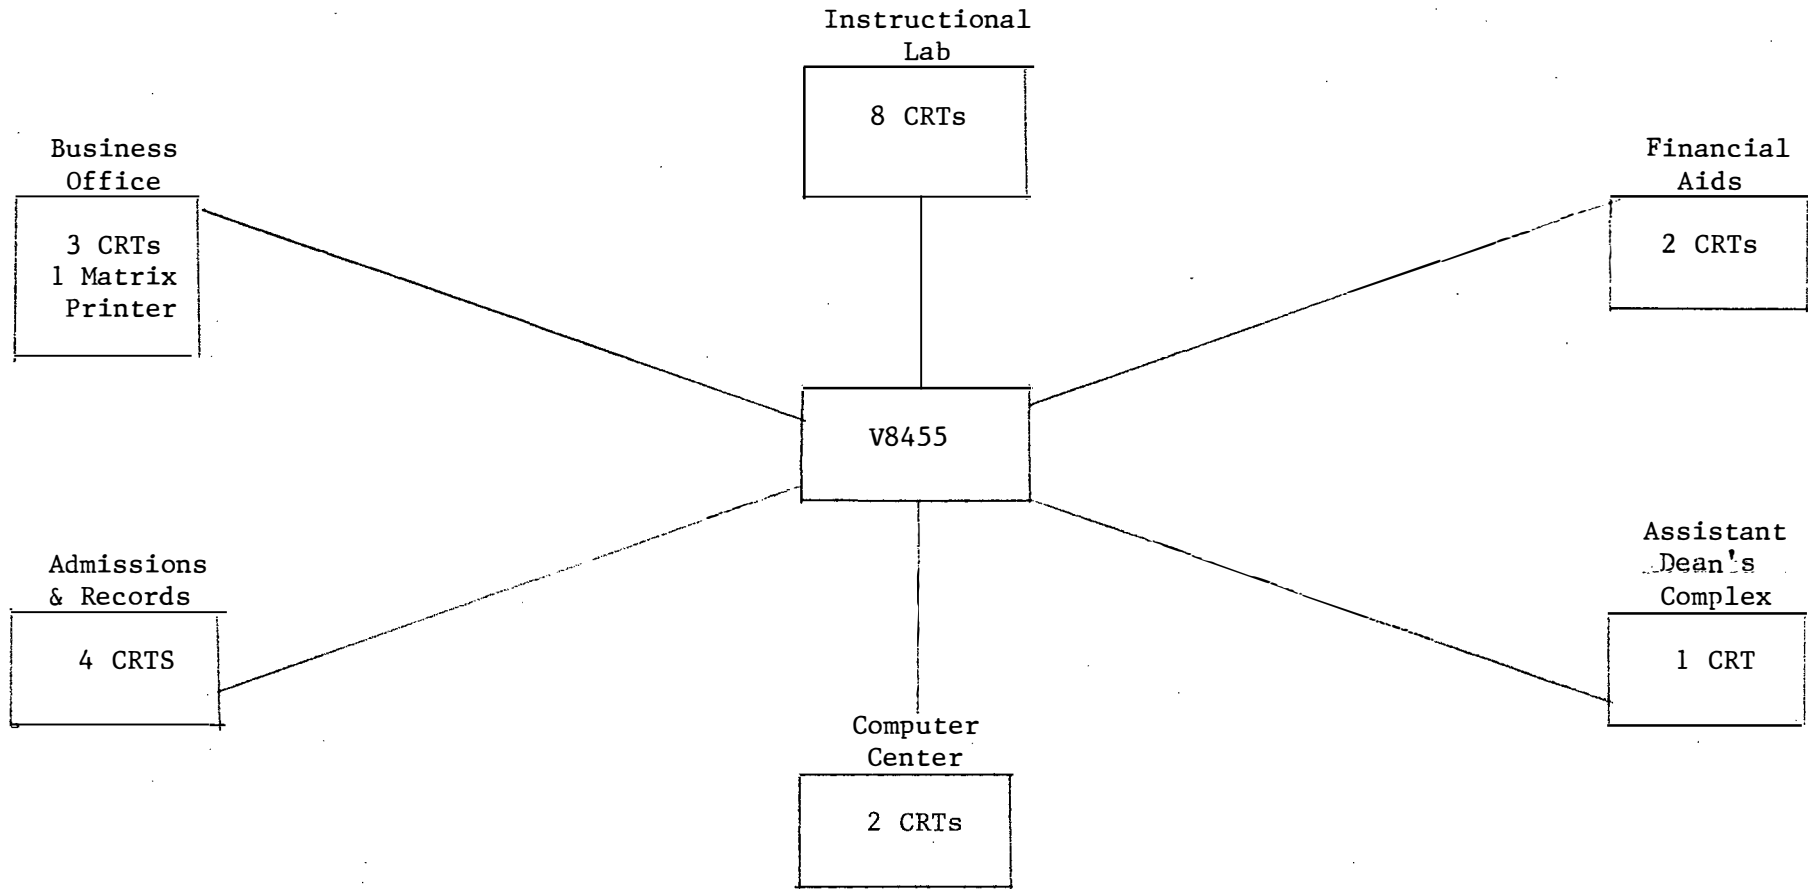 Instructional
Lab
8 CRTs
Business
Office
3 CRTs
1 Matrix
Printer
Financial
Aids
2 CRTs
V8455
Admissions
& Records
4 CRTS
Assistant
Dean's
Complex
1 CRT
Computer
Center
2 CRTs